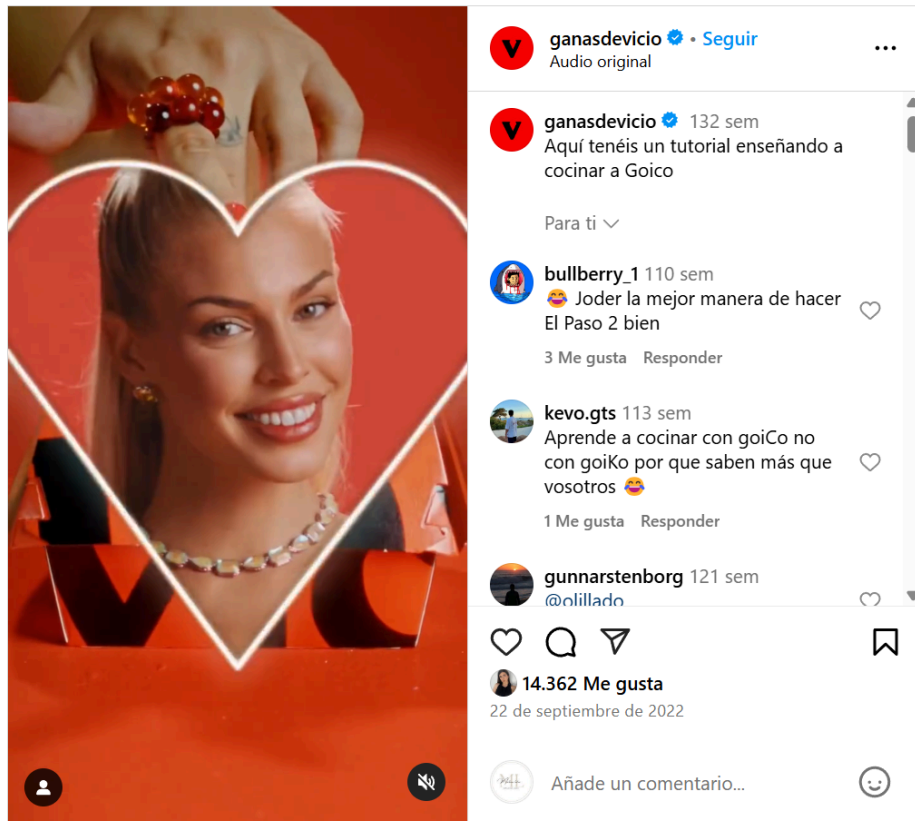 ganasdevicio • Seguir
Audio original
ganasdevicio 132 sem
Aquí tenéis un tutorial enseñando a
cocinar a Goico
Para ti
bullberry_1 110 sem
😂 Joder la mejor manera de hacer
El Paso 2 bien
3 Me gusta Responder
kevo.gts 113 sem
Aprende a cocinar con goiCo no
con goiKo por que saben más que
vosotros 😂
1 Me gusta Responder
gunnarstenborg 121 sem
@olillado
14.362 Me gusta
22 de septiembre de 2022
Añade un comentario...